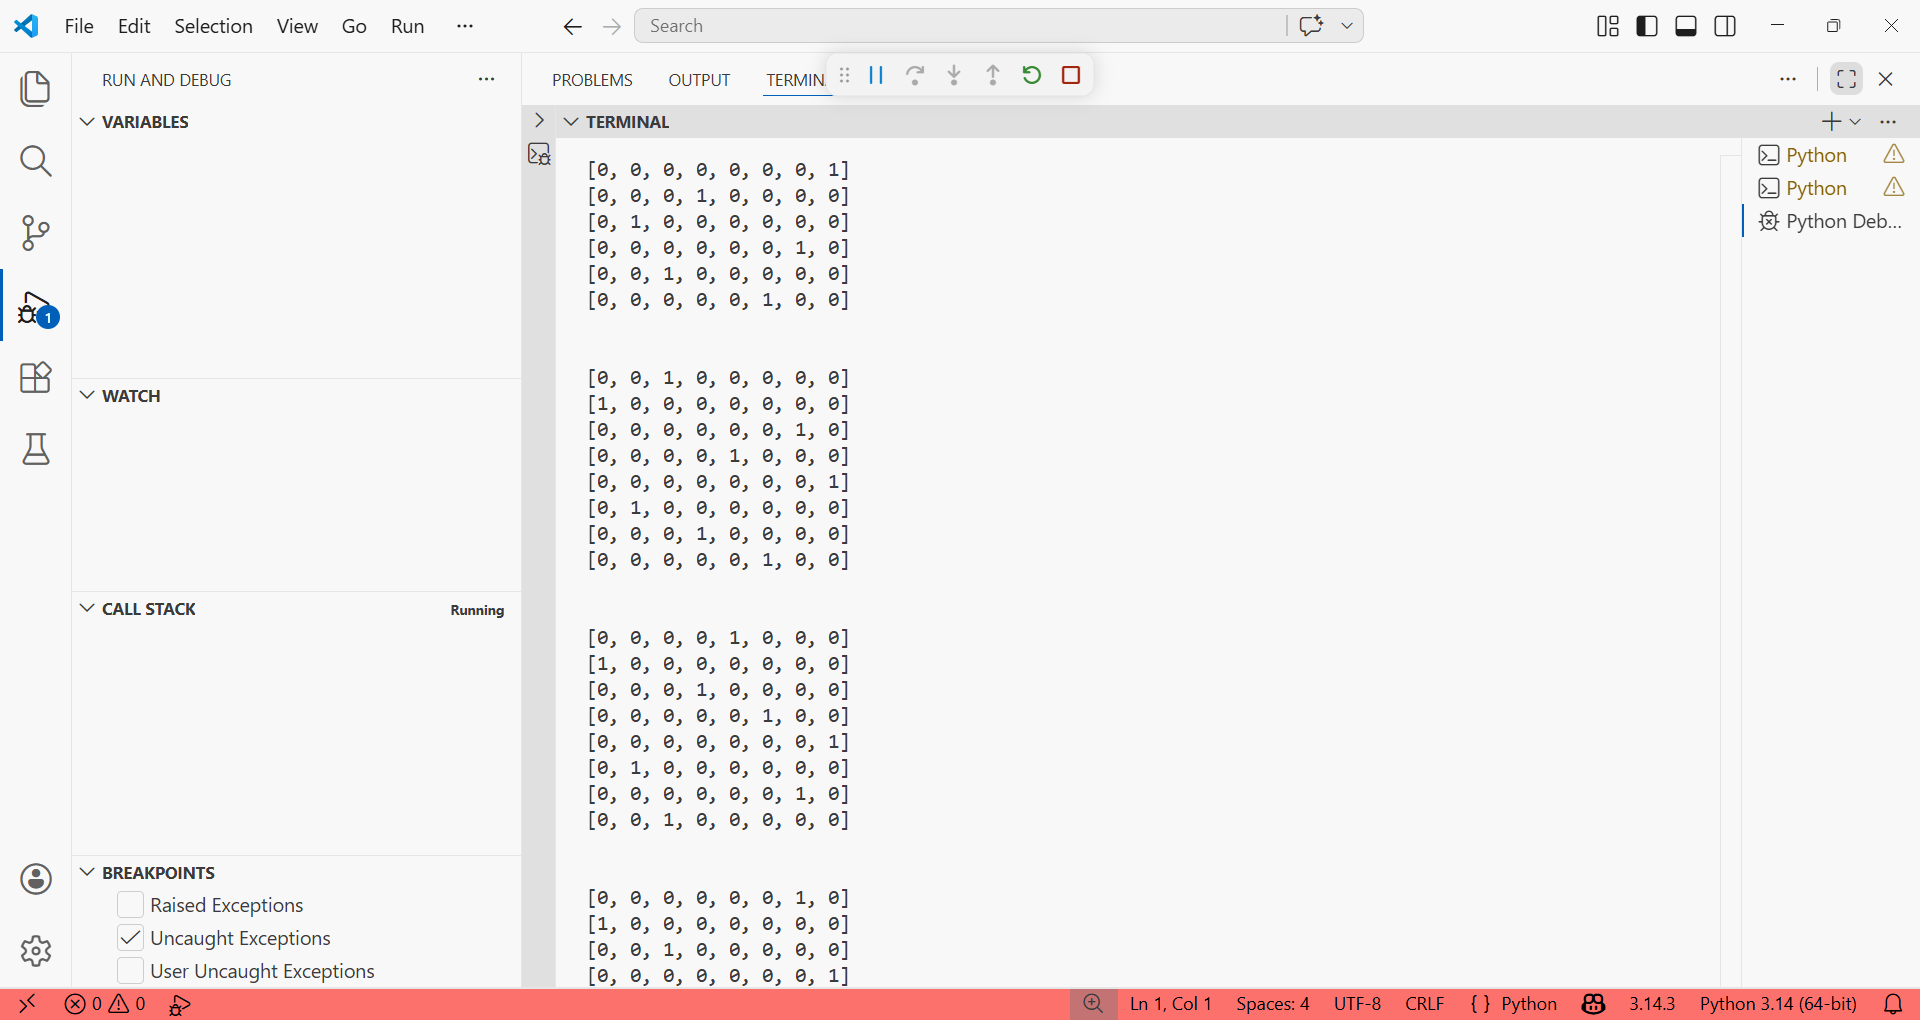 File Edit Selection View Go Run ···
Search
RUN AND DEBUG
PROBLEMS OUTPUT TERMIN
VARIABLES
TERMINAL
[0, 0, 0, 0, 0, 0, 0, 1]
[0, 0, 0, 1, 0, 0, 0, 0]
[0, 1, 0, 0, 0, 0, 0, 0]
[0, 0, 0, 0, 0, 0, 1, 0]
[0, 0, 1, 0, 0, 0, 0, 0]
[0, 0, 0, 0, 0, 1, 0, 0]
[0, 0, 1, 0, 0, 0, 0, 0]
[1, 0, 0, 0, 0, 0, 0, 0]
[0, 0, 0, 0, 0, 0, 1, 0]
[0, 0, 0, 0, 1, 0, 0, 0]
[0, 0, 0, 0, 0, 0, 0, 1]
[0, 1, 0, 0, 0, 0, 0, 0]
[0, 0, 0, 1, 0, 0, 0, 0]
[0, 0, 0, 0, 0, 1, 0, 0]
[0, 0, 0, 0, 1, 0, 0, 0]
[1, 0, 0, 0, 0, 0, 0, 0]
[0, 0, 0, 1, 0, 0, 0, 0]
[0, 0, 0, 0, 0, 1, 0, 0]
[0, 0, 0, 0, 0, 0, 0, 1]
[0, 1, 0, 0, 0, 0, 0, 0]
[0, 0, 0, 0, 0, 0, 1, 0]
[0, 0, 1, 0, 0, 0, 0, 0]
[0, 0, 0, 0, 0, 0, 1, 0]
[1, 0, 0, 0, 0, 0, 0, 0]
[0, 0, 1, 0, 0, 0, 0, 0]
[0, 0, 0, 0, 0, 0, 0, 1]
Python
Python
Python Deb...
1
WATCH
CALL STACK Running
BREAKPOINTS
Raised Exceptions
Uncaught Exceptions
User Uncaught Exceptions
0 0 Ln 1, Col 1 Spaces: 4 UTF-8 CRLF { } Python 3.14.3 Python 3.14 (64-bit)